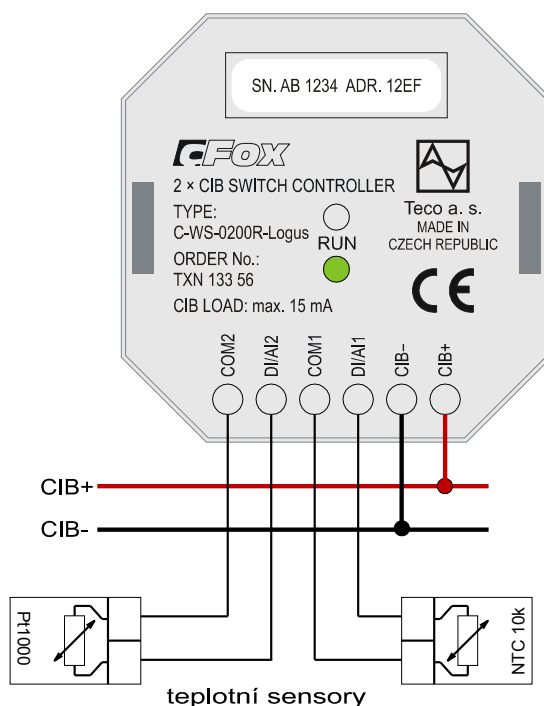 SN. AB 1234 ADR. 12EF
cFox
2 × CIB SWITCH CONTROLLER
TYPE:
C-WS-0200R-Logus
ORDER No.:
TXN 133 56
CIB LOAD: max. 15 mA
RUN
Teco a. s.
MADE IN
CZECH REPUBLIC
CE
COM2
DI/AI2
COM1
DI/AI1
CIB–
CIB+
CIB+
CIB-
Pt1000
NTC 10k
teplotní sensory